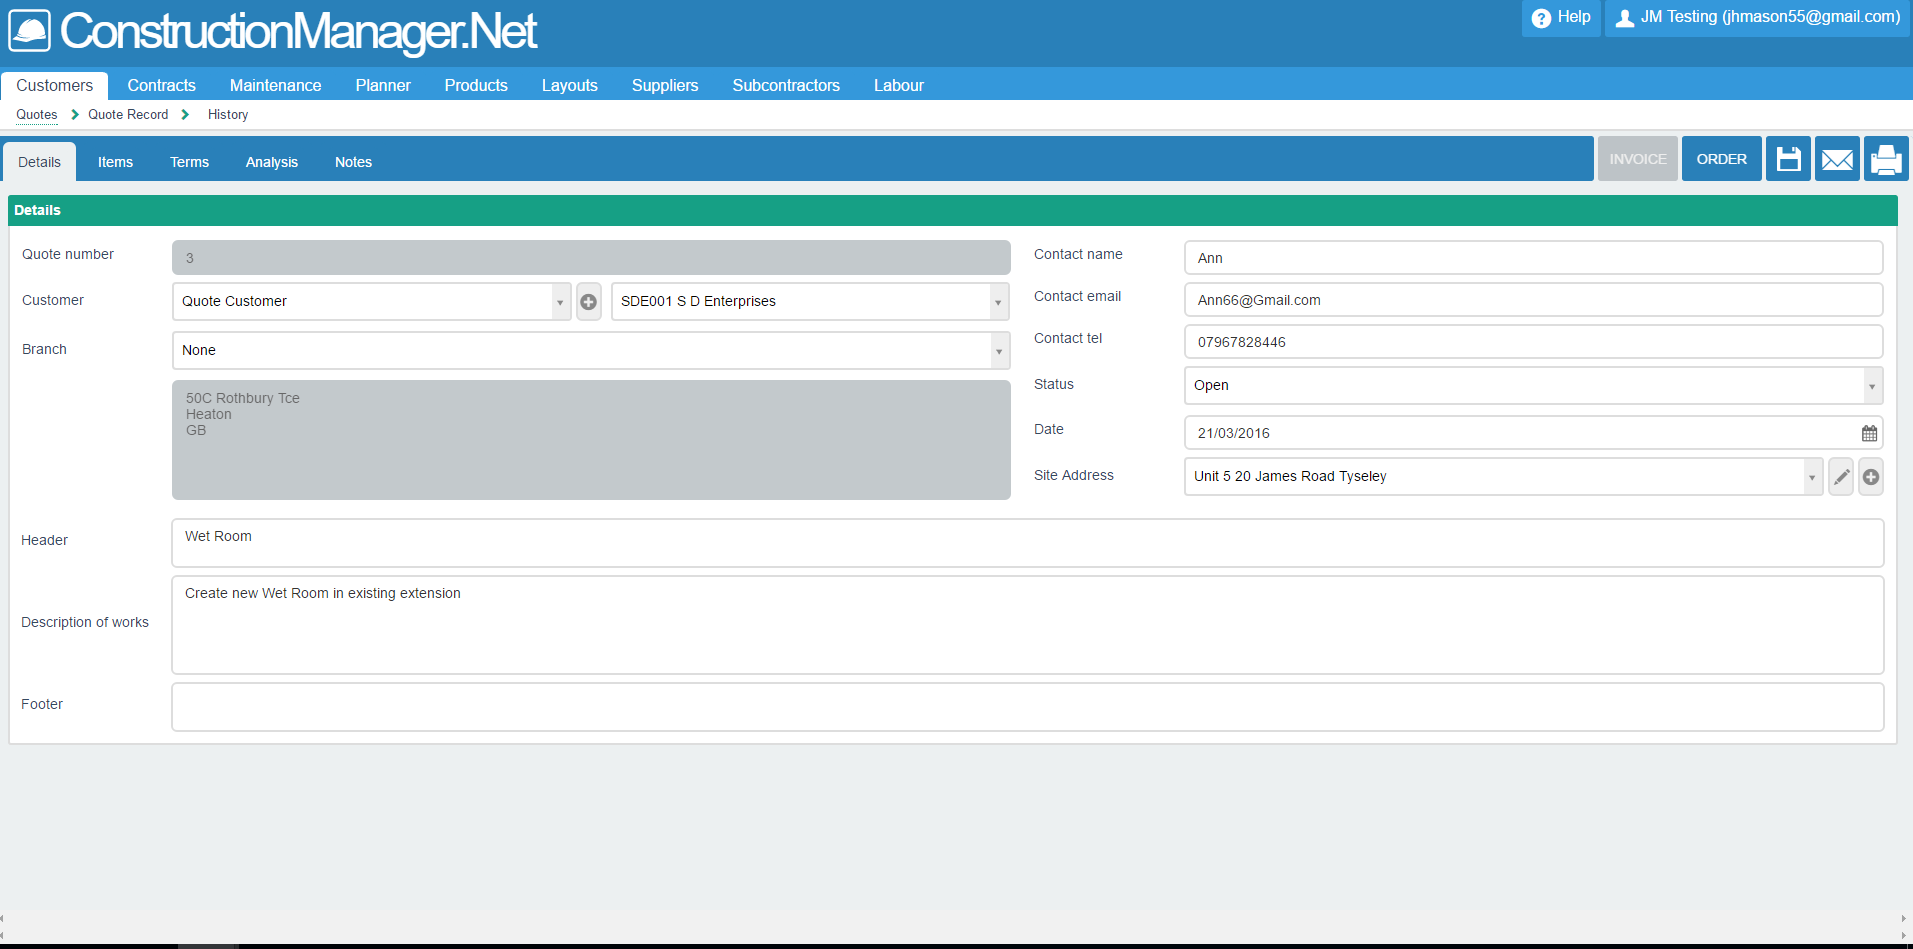 ConstructionManager.Net
? Help
JM Testing (jhmason55@gmail.com)
Customers Contracts Maintenance Planner Products Layouts Suppliers Subcontractors Labour
Quotes Quote Record History
Details Items Terms Analysis Notes
INVOICE ORDER
Details
Quote number 3
Customer Quote Customer SDE001 S D Enterprises
Branch None
50C Rothbury Tce
Heaton
GB
Contact name Ann
Contact email Ann66@Gmail.com
Contact tel 07967828446
Status Open
Date 21/03/2016
Site Address Unit 5 20 James Road Tyseley
Header Wet Room
Description of works Create new Wet Room in existing extension
Footer